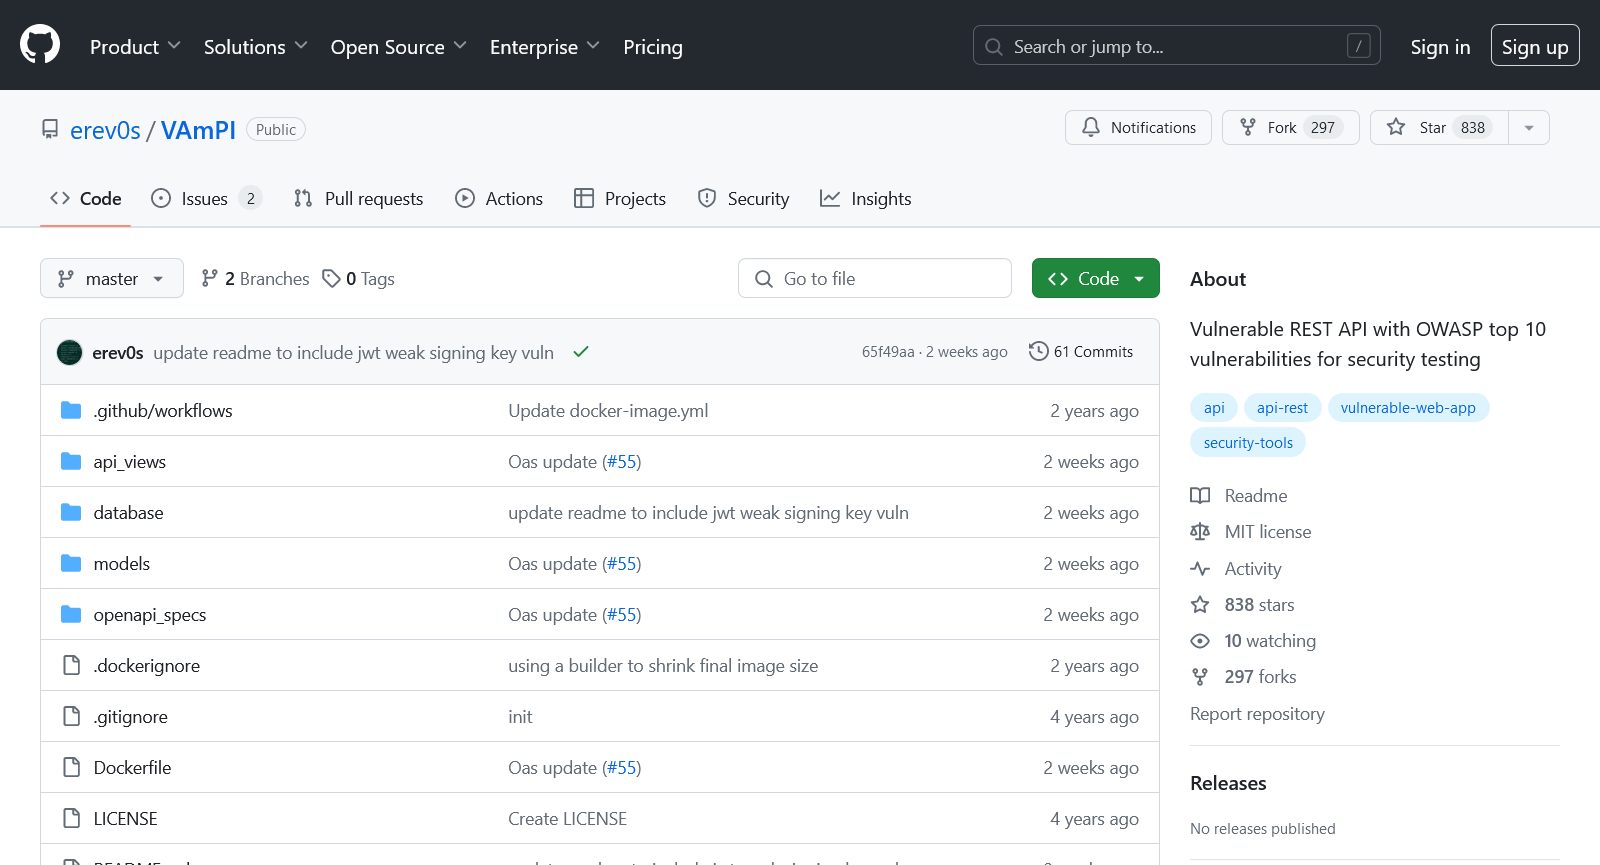 Product Solutions Open Source Enterprise Pricing Search or jump to... / Sign in Sign up
erev0s / VAmPI Public Notifications Fork 297 Star 838
Code Issues 2 Pull requests Actions Projects Security Insights
master 2 Branches 0 Tags Go to file Code
erev0s update readme to include jwt weak signing key vuln 65f49aa · 2 weeks ago 61 Commits
.github/workflows Update docker-image.yml 2 years ago
api_views Oas update (#55) 2 weeks ago
database update readme to include jwt weak signing key vuln 2 weeks ago
models Oas update (#55) 2 weeks ago
openapi_specs Oas update (#55) 2 weeks ago
.dockerignore using a builder to shrink final image size 2 years ago
.gitignore init 4 years ago
Dockerfile Oas update (#55) 2 weeks ago
LICENSE Create LICENSE 4 years ago
About
Vulnerable REST API with OWASP top 10
vulnerabilities for security testing
api api-rest vulnerable-web-app
security-tools
Readme
MIT license
Activity
838 stars
10 watching
297 forks
Report repository
Releases
No releases published